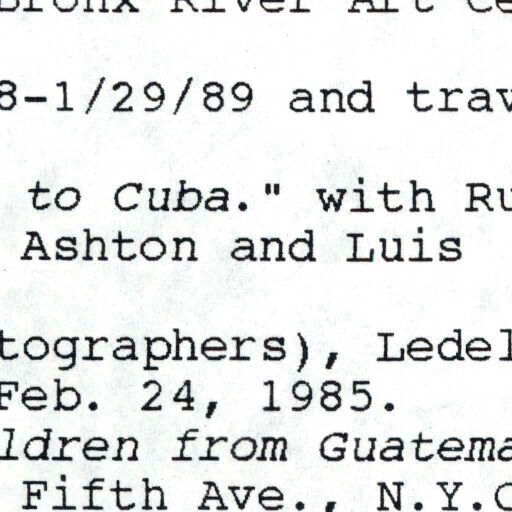 Bronx River Art Ce
8-1/29/89 and trav
to Cuba." with Ru
Ashton and Luis
tographers), Ledel
Feb. 24, 1985.
ldren from Guatema
Fifth Ave., N.Y.C